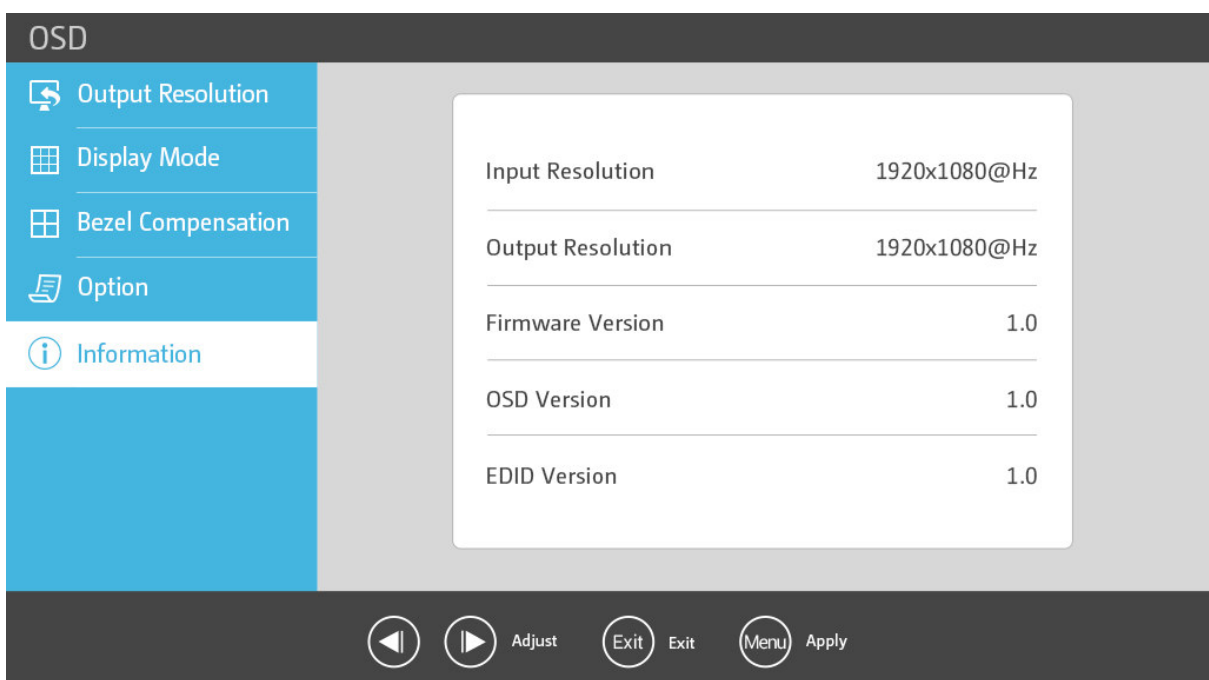 OSD
Output Resolution
Display Mode
Bezel Compensation
Option
Information
Input Resolution 1920x1080@Hz
Output Resolution 1920x1080@Hz
Firmware Version 1.0
OSD Version 1.0
EDID Version 1.0
Adjust Exit Exit Menu Apply